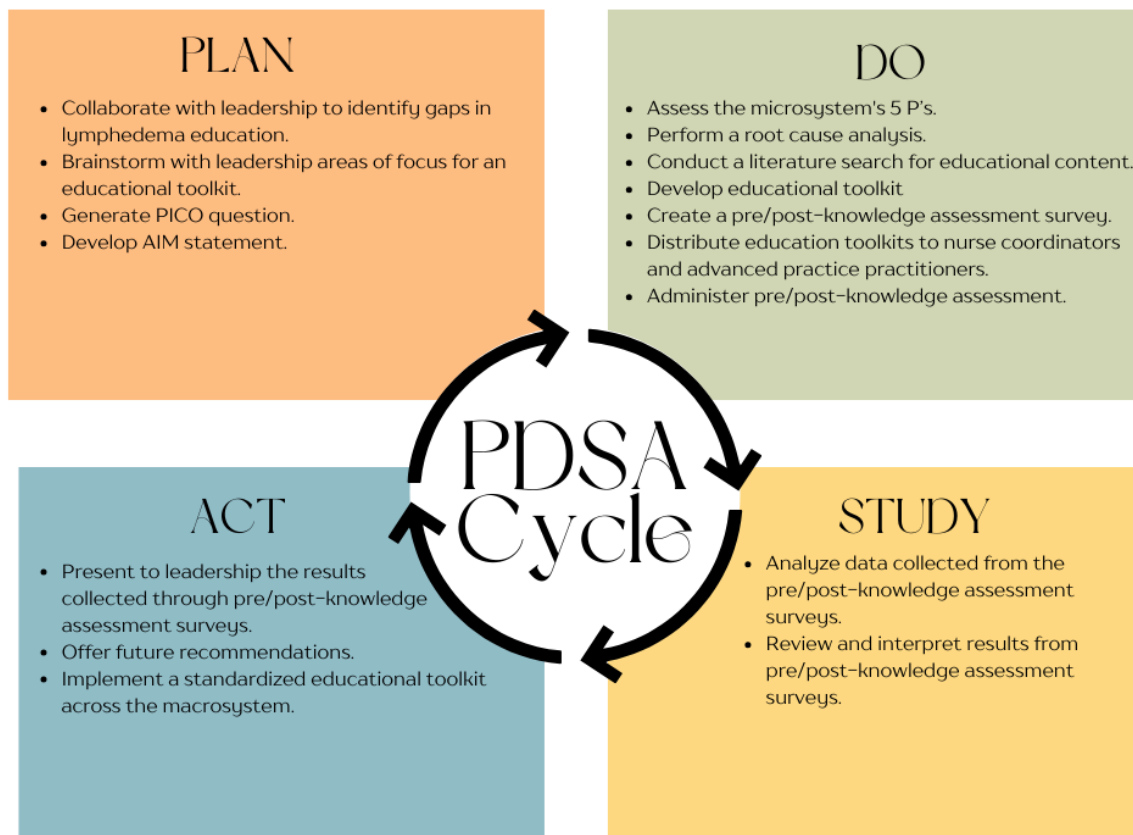 PLAN
• Collaborate with leadership to identify gaps in
lymphedema education.
• Brainstorm with leadership areas of focus for an
educational toolkit.
• Generate PICO question.
• Develop AIM statement.
DO
• Assess the microsystem's 5 P's.
• Perform a root cause analysis.
• Conduct a literature search for educational content.
• Develop educational toolkit
• Create a pre/post-knowledge assessment survey.
• Distribute education toolkits to nurse coordinators
and advanced practice practitioners.
• Administer pre/post-knowledge assessment.
PDSA
Cycle
ACT
• Present to leadership the results
collected through pre/post-knowledge
assessment surveys.
• Offer future recommendations.
• Implement a standardized educational toolkit
across the macrosystem.
STUDY
• Analyze data collected from the
pre/post-knowledge assessment
surveys.
• Review and interpret results from
pre/post-knowledge assessment
surveys.